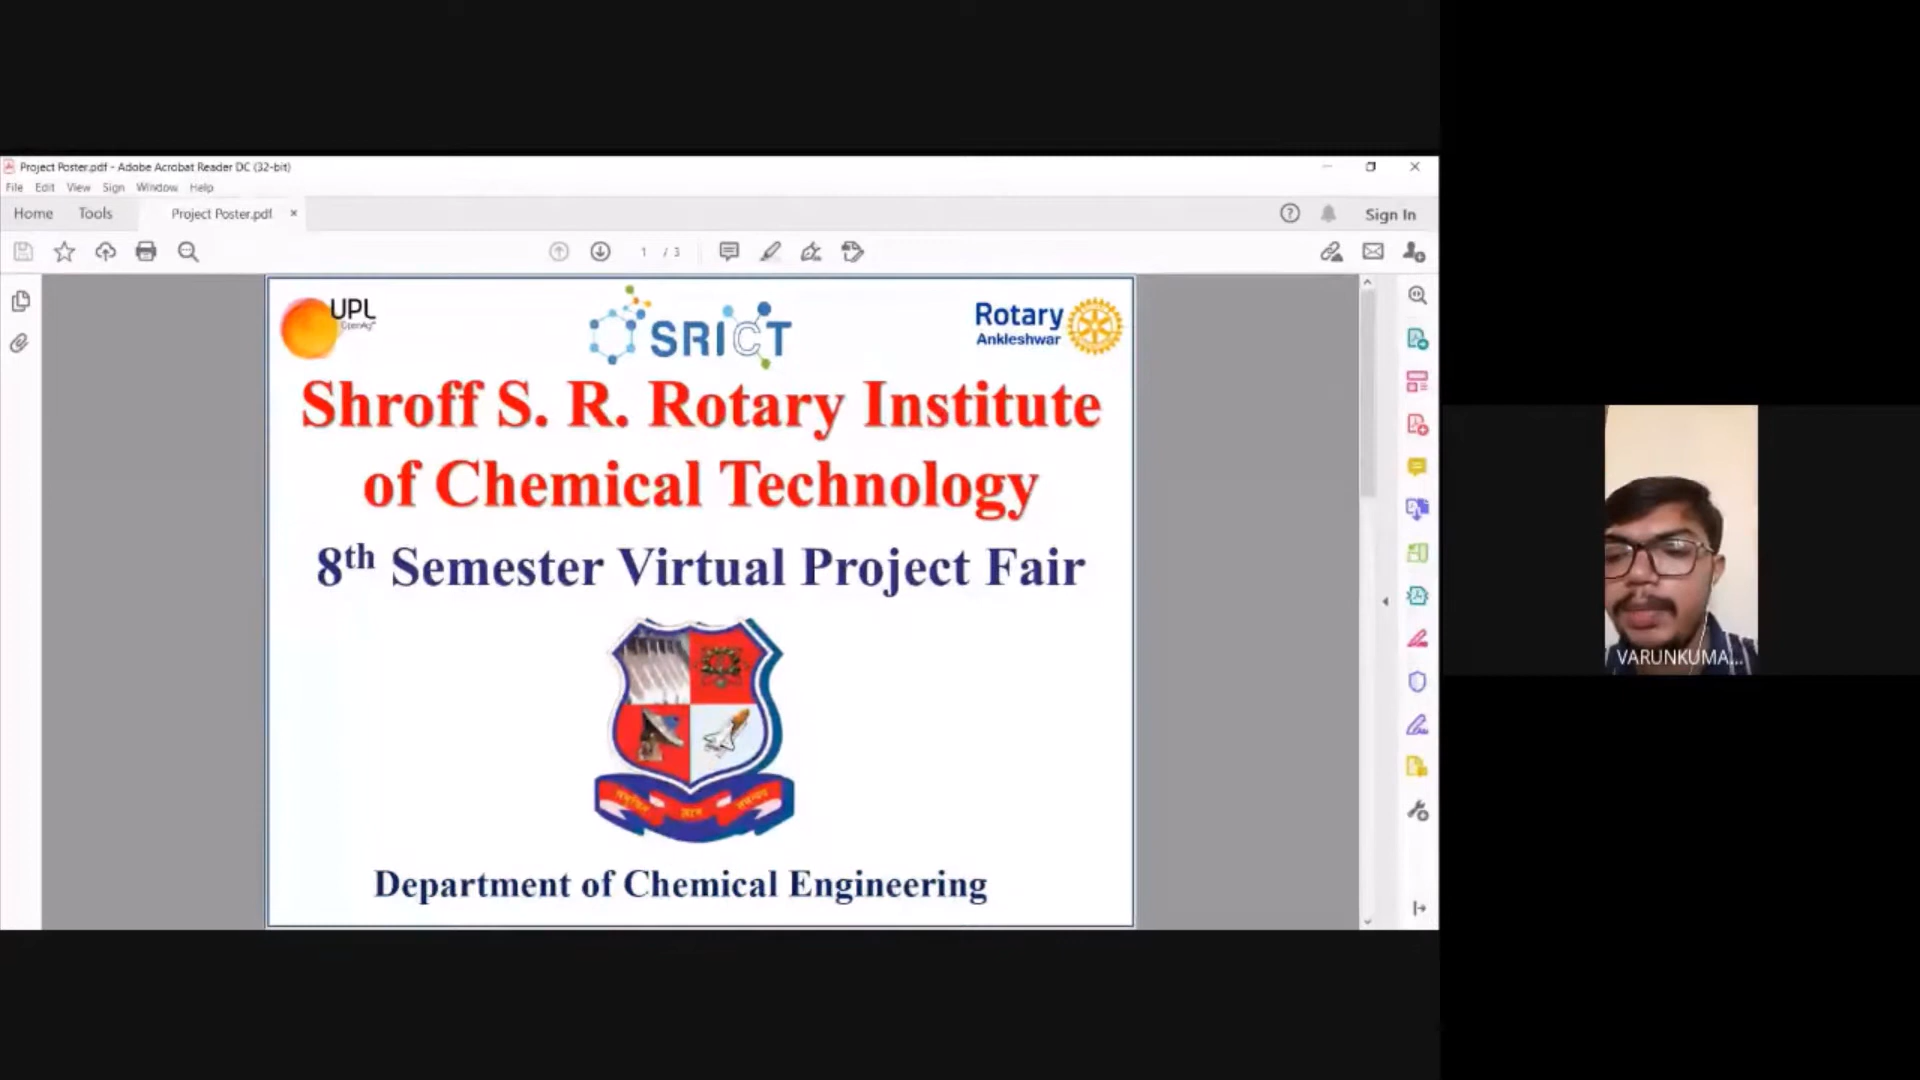 Project Poster.pdf - Adobe Acrobat Reader DC (32-bit)
File Edit View Sign Window Help
Home Tools Project Poster.pdf
Sign In
1 / 3
UPL
OpenAg
SRICT
Rotary
Ankleshwar
Shroff S. R. Rotary Institute
of Chemical Technology
8th Semester Virtual Project Fair
Department of Chemical Engineering
VARUNKUMA...